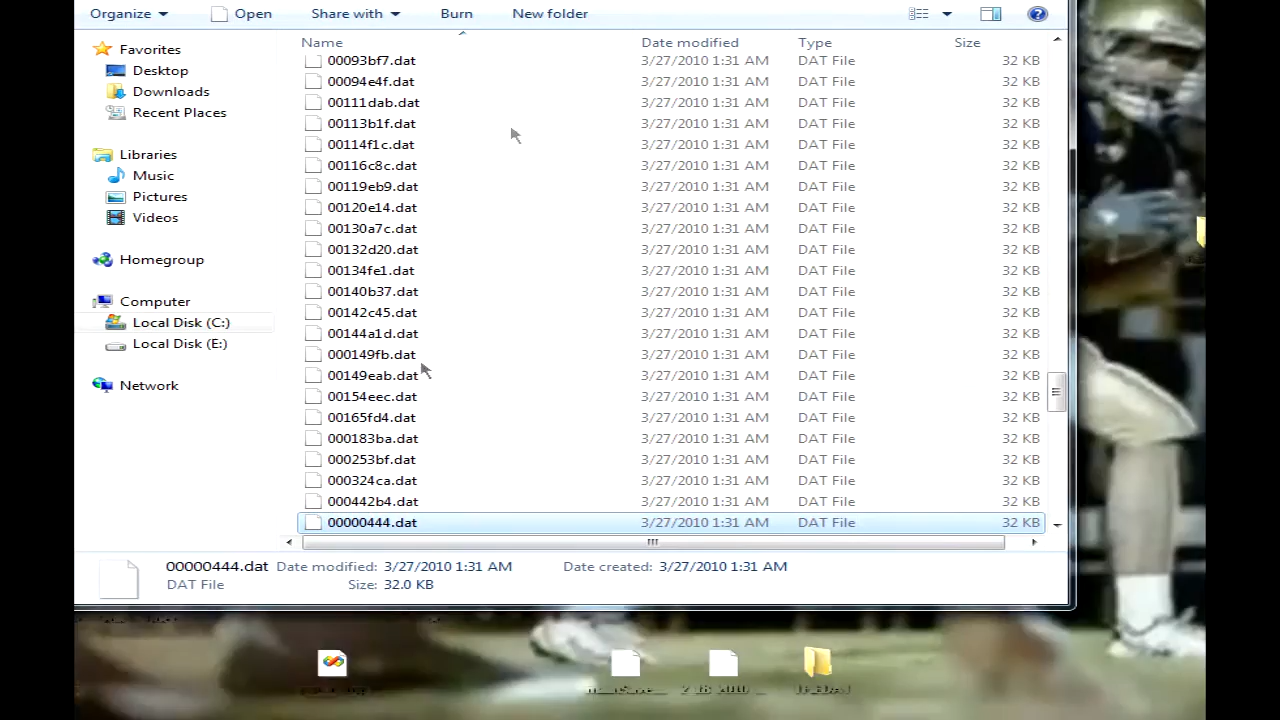 Organize Open Share with Burn New folder
Name Date modified Type Size
Favorites
Desktop
Downloads
Recent Places
Libraries
Music
Pictures
Videos
Homegroup
Computer
Local Disk (C:)
Local Disk (E:)
Network
00093bf7.dat 3/27/2010 1:31 AM DAT File 32 KB
00094e4f.dat 3/27/2010 1:31 AM DAT File 32 KB
00111dab.dat 3/27/2010 1:31 AM DAT File 32 KB
00113b1f.dat 3/27/2010 1:31 AM DAT File 32 KB
00114f1c.dat 3/27/2010 1:31 AM DAT File 32 KB
00116c8c.dat 3/27/2010 1:31 AM DAT File 32 KB
00119eb9.dat 3/27/2010 1:31 AM DAT File 32 KB
00120e14.dat 3/27/2010 1:31 AM DAT File 32 KB
00130a7c.dat 3/27/2010 1:31 AM DAT File 32 KB
00132d20.dat 3/27/2010 1:31 AM DAT File 32 KB
00134fe1.dat 3/27/2010 1:31 AM DAT File 32 KB
00140b37.dat 3/27/2010 1:31 AM DAT File 32 KB
00142c45.dat 3/27/2010 1:31 AM DAT File 32 KB
00144a1d.dat 3/27/2010 1:31 AM DAT File 32 KB
000149fb.dat 3/27/2010 1:31 AM DAT File 32 KB
00149eab.dat 3/27/2010 1:31 AM DAT File 32 KB
00154eec.dat 3/27/2010 1:31 AM DAT File 32 KB
00165fd4.dat 3/27/2010 1:31 AM DAT File 32 KB
000183ba.dat 3/27/2010 1:31 AM DAT File 32 KB
000253bf.dat 3/27/2010 1:31 AM DAT File 32 KB
000324ca.dat 3/27/2010 1:31 AM DAT File 32 KB
000442b4.dat 3/27/2010 1:31 AM DAT File 32 KB
00000444.dat 3/27/2010 1:31 AM DAT File 32 KB
00000444.dat Date modified: 3/27/2010 1:31 AM Date created: 3/27/2010 1:31 AM
DAT File Size: 32.0 KB